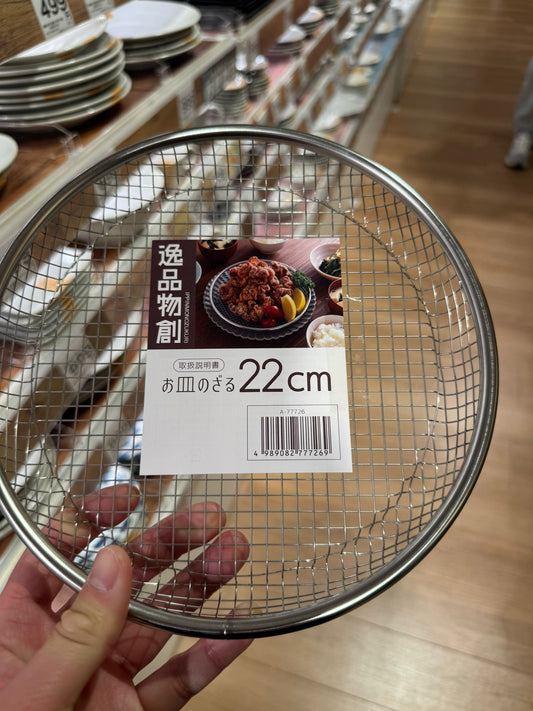 499
逸品物創
IPPINMONOZUKURI
取扱説明書
お皿のざる 22cm
A-77726
4 989082 777269